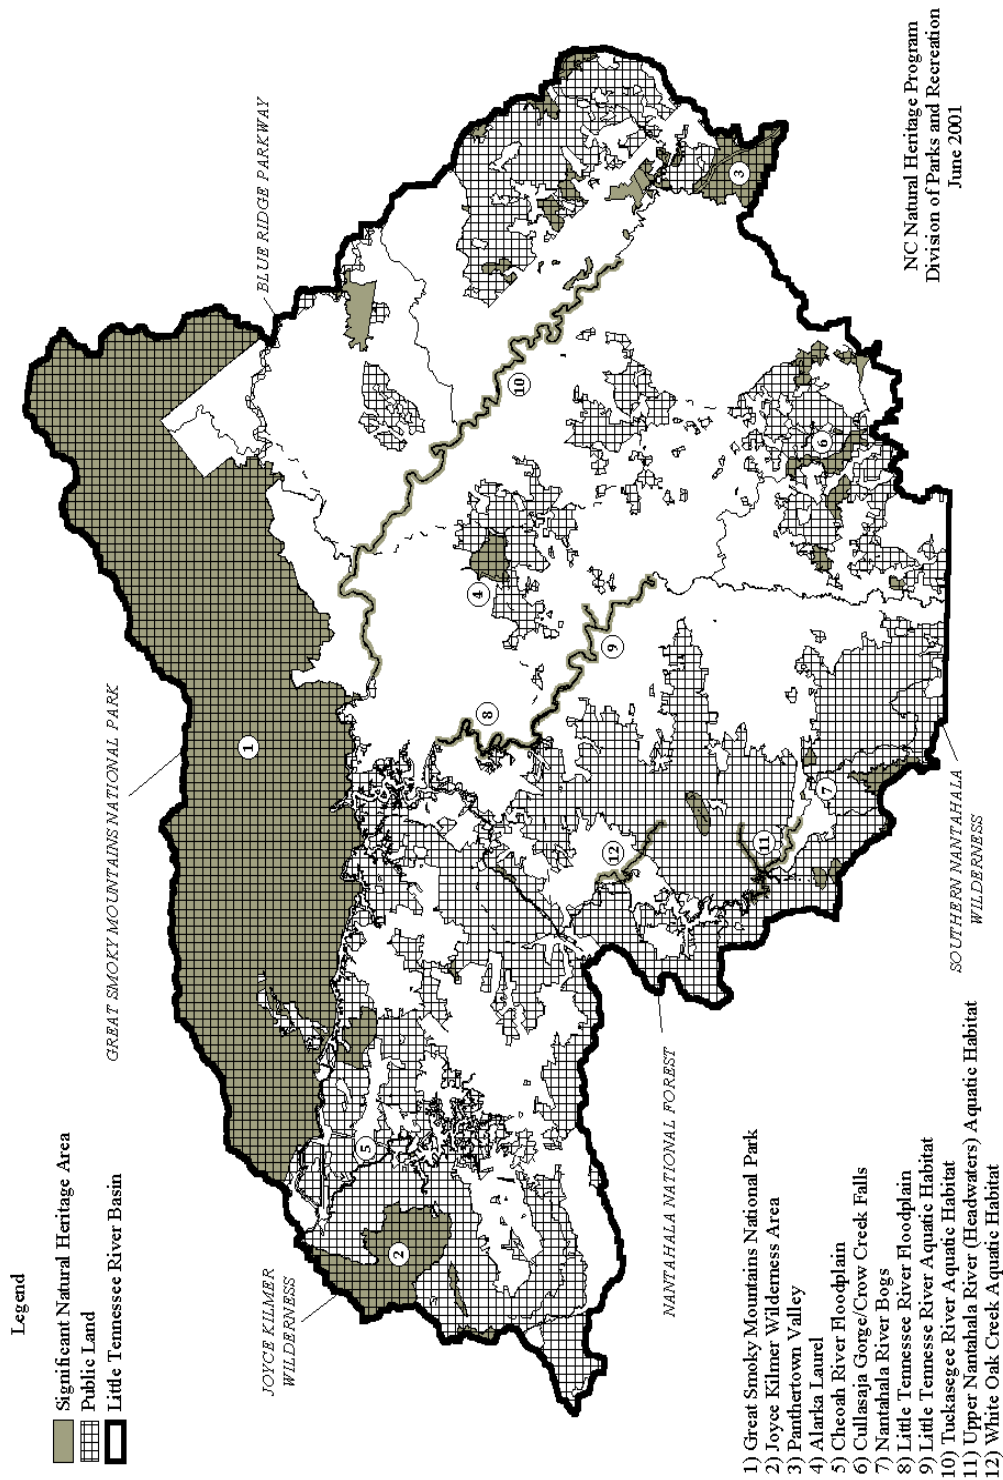 Legend
Significant Natural Heritage Area
Public Land
Little Tennessee River Basin
JOYCE KILMER
WILDERNESS
GREAT SMOKY MOUNTAINS NATIONAL PARK
BLUE RIDGE PARKWAY
1
2
3
4
5
6
7
8
9
10
11
12
NANTAHALA NATIONAL FOREST
SOUTHERN NANTAHALA
WILDERNESS
1) Great Smoky Mountains National Park
2) Joyce Kilmer Wilderness Area
3) Panthertown Valley
4) Alarka Laurel
5) Cheoah River Floodplain
6) Cullasaja Gorge/Crow Creek Falls
7) Nantahala River Bogs
8) Little Tennessee River Floodplain
9) Little Tennesse River Aquatic Habitat
10) Tuckasegee River Aquatic Habitat
11) Upper Nantahala River (Headwaters) Aquatic Habitat
12) White Oak Creek Aquatic Habitat
NC Natural Heritage Program
Division of Parks and Recreation
June 2001